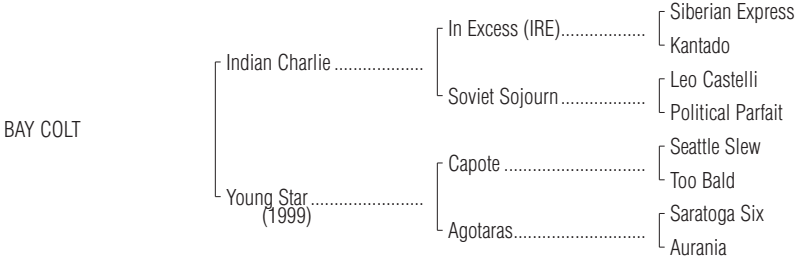 Siberian Express
In Excess (IRE)...................
Kantado
Indian Charlie ...................
Leo Castelli
Soviet Sojourn...................
Political Parfait
BAY COLT
Seattle Slew
Capote ..............................
Too Bald
Young Star........................
(1999)
Saratoga Six
Agotaras............................
Aurania